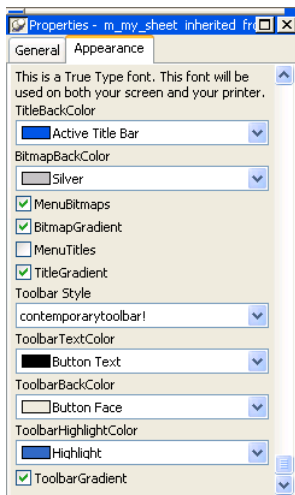 Properties - m_my_sheet inherited fro
General
Appearance
This is a True Type font. This font will be
used on both your screen and your printer.
TitleBackColor
Active Title Bar
BitmapBackColor
Silver
MenuBitmaps
BitmapGradient
MenuTitles
TitleGradient
Toolbar Style
contemporarytoolbar!
ToolbarTextColor
Button Text
ToolbarBackColor
Button Face
ToolbarHighlightColor
Highlight
ToolbarGradient